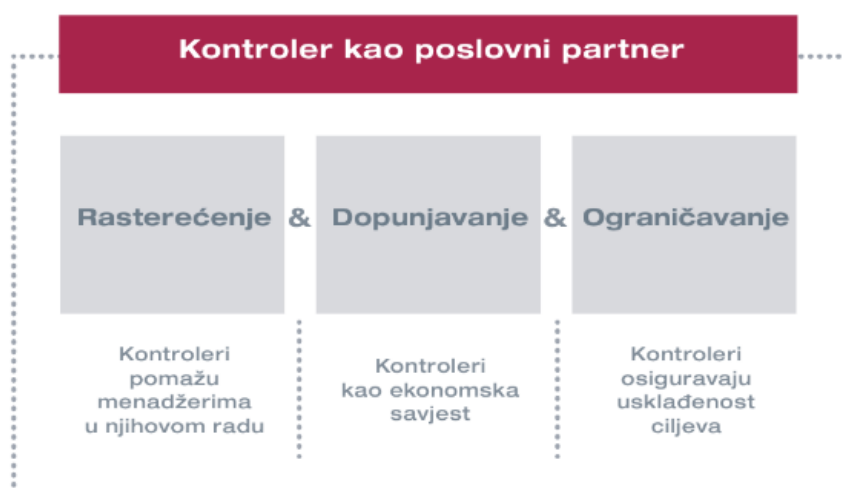 Kontroler kao poslovni partner
Rasterećenje & Dopunjavanje & Ograničavanje
Kontroleri
pomažu
menadžerima
u njihovom radu
Kontroleri
kao ekonomska
savjest
Kontroleri
osiguravaju
usklađenost
ciljeva